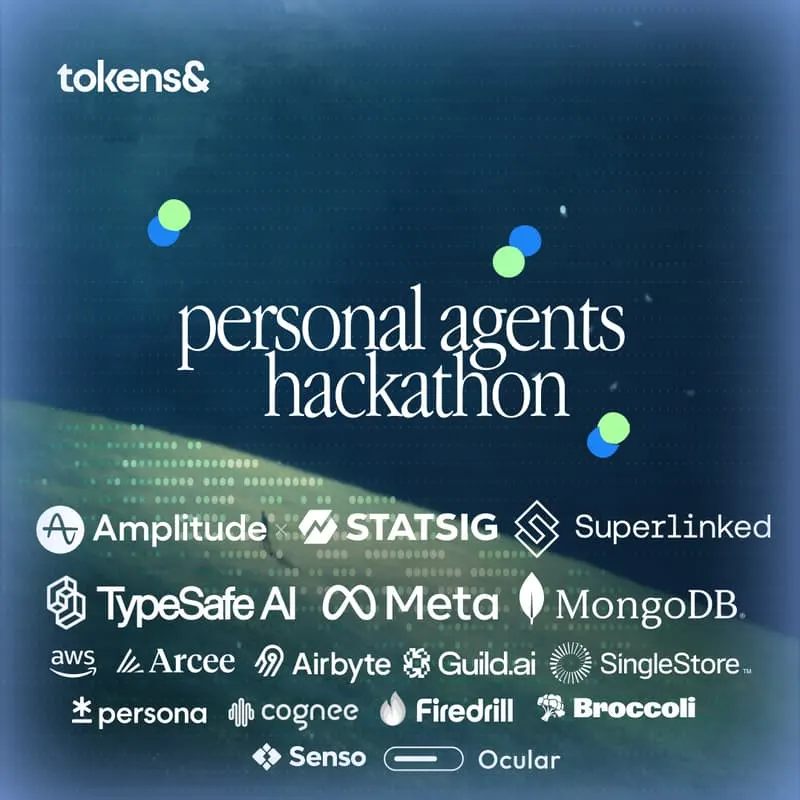 tokens&
personal agents
hackathon
Amplitude × STATSIG Superlinked
TypeSafe AI Meta MongoDB®
aws Arcee Airbyte Guild.ai SingleStore™
persona cognee Firedrill Broccoli
Senso Ocular